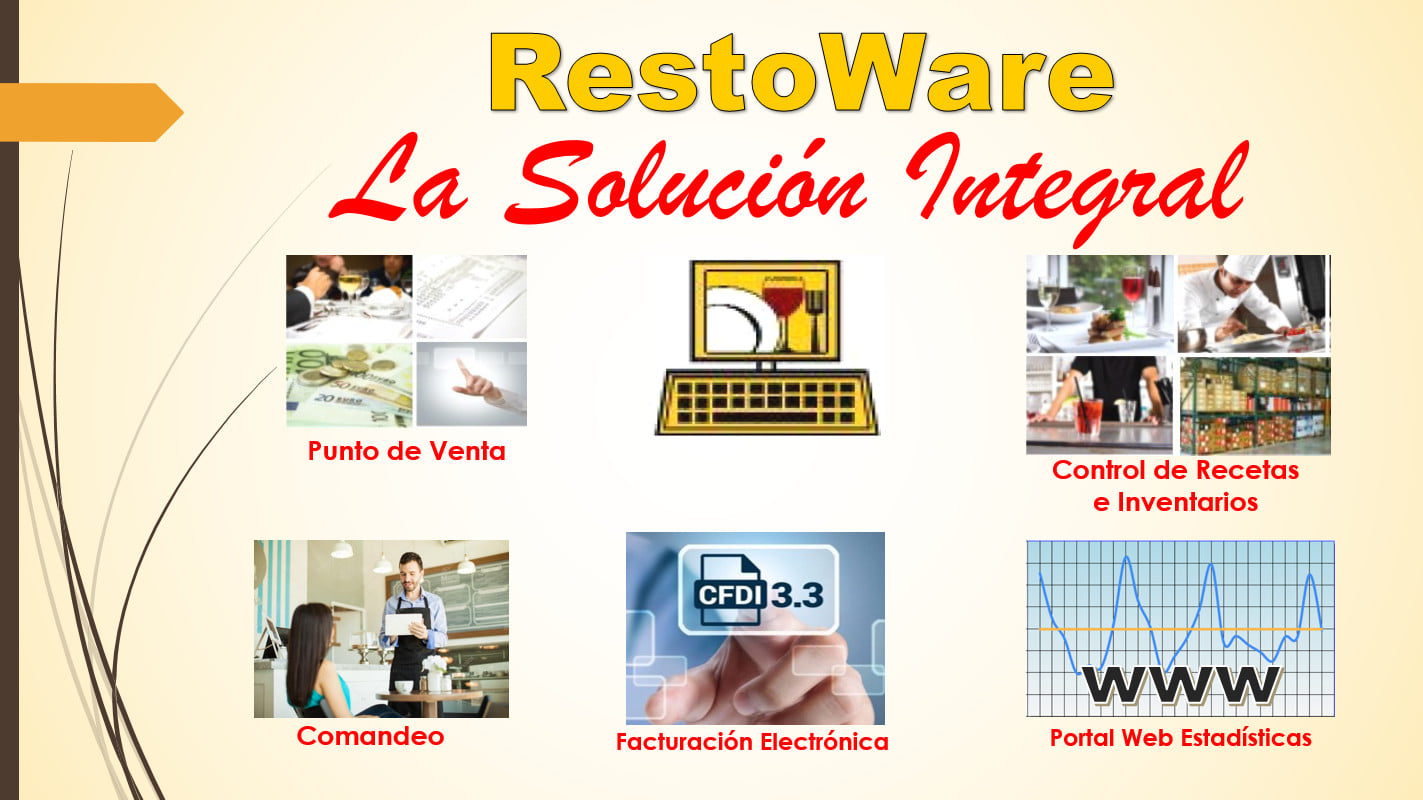 RestoWare
La Solución Integral
Punto de Venta
Control de Recetas
e Inventarios
CFDI 3.3
Comandeo
Facturación Electrónica
www
Portal Web Estadísticas